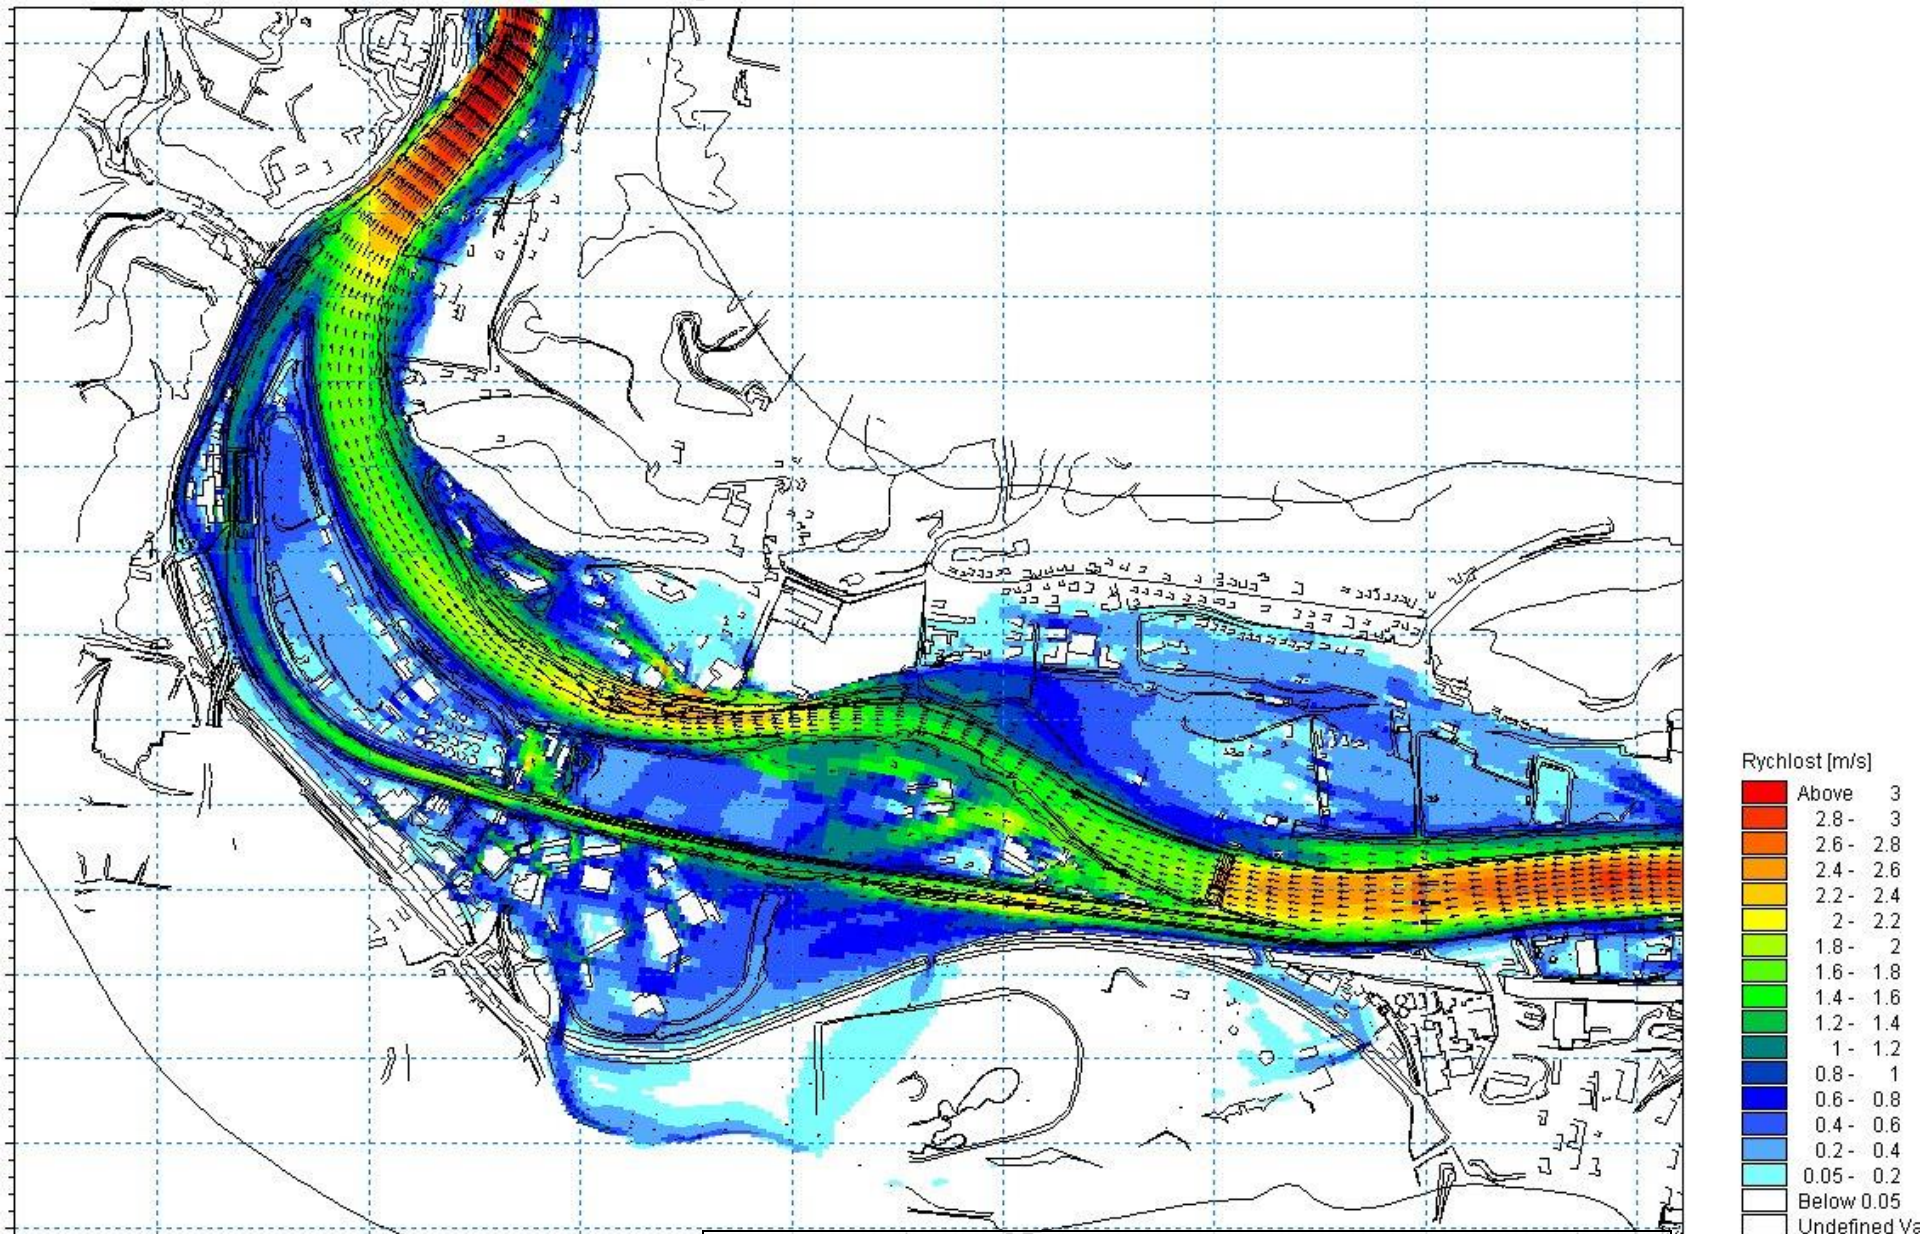 Rychlost [m/s]
Above 3
2.8 - 3
2.6 - 2.8
2.4 - 2.6
2.2 - 2.4
2 - 2.2
1.8 - 2
1.6 - 1.8
1.4 - 1.6
1.2 - 1.4
1 - 1.2
0.8 - 1
0.6 - 0.8
0.4 - 0.6
0.2 - 0.4
0.05 - 0.2
Below 0.05
Undefined Va